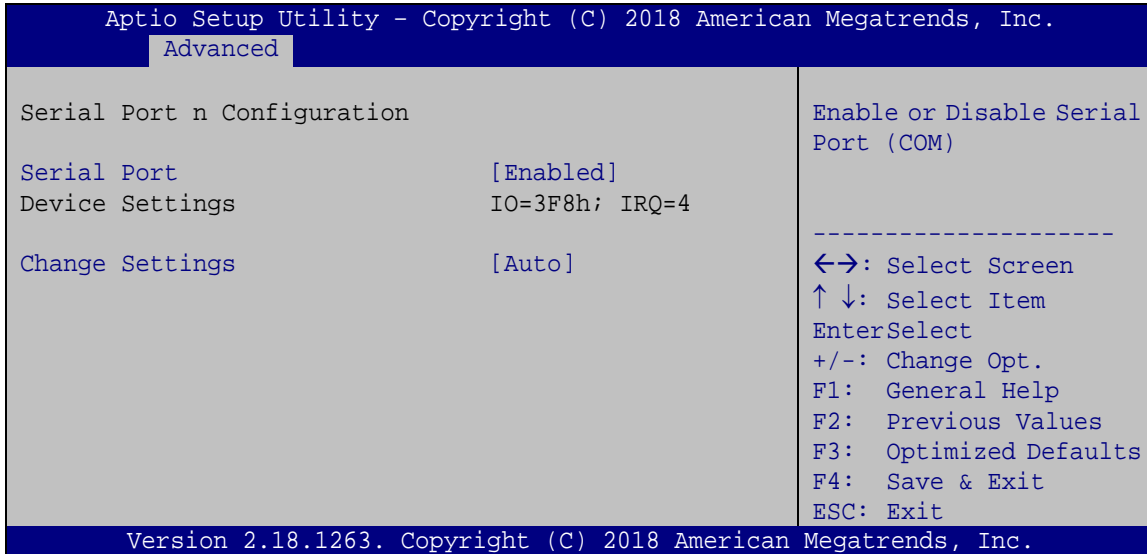 Aptio Setup Utility – Copyright (C) 2018 American Megatrends, Inc.
Advanced
Serial Port n Configuration
Serial Port [Enabled]
Device Settings IO=3F8h; IRQ=4
Change Settings [Auto]
Enable or Disable Serial
Port (COM)
---------------------
←→: Select Screen
↑ ↓: Select Item
EnterSelect
+/-: Change Opt.
F1: General Help
F2: Previous Values
F3: Optimized Defaults
F4: Save & Exit
ESC: Exit
Version 2.18.1263. Copyright (C) 2018 American Megatrends, Inc.